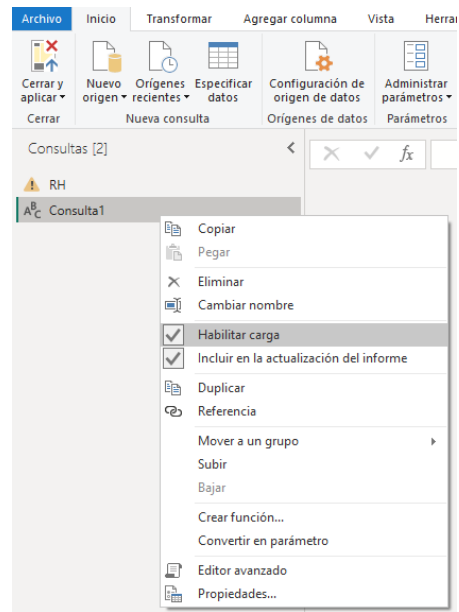 Archivo Inicio Transformar Agregar columna Vista Herra
Cerrar y Nuevo Orígenes Especificar Configuración de Administrar
aplicar origen recientes datos origen de datos parámetros
Cerrar Nueva consulta Orígenes de datos Parámetros
Consultas [2] fx
RH
ABC Consulta1
Copiar
Pegar
Eliminar
Cambiar nombre
Habilitar carga
Incluir en la actualización del informe
Duplicar
Referencia
Mover a un grupo
Subir
Bajar
Crear función...
Convertir en parámetro
Editor avanzado
Propiedades...